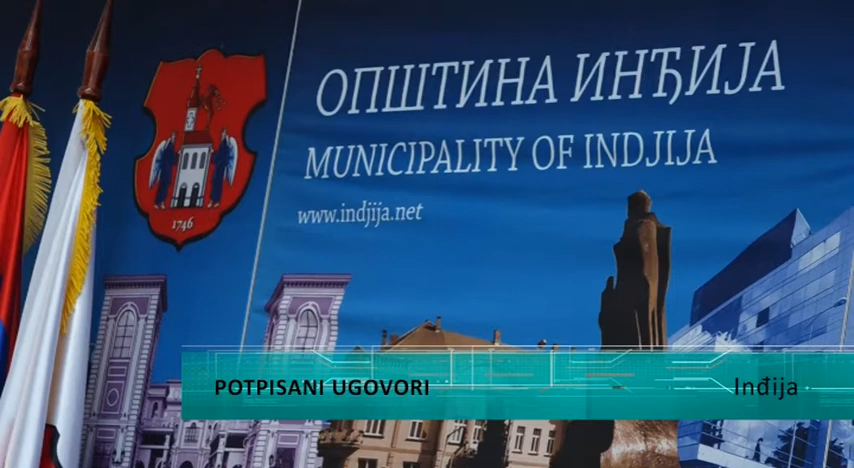 ОПШТИНА ИНЂИЈА
MUNICIPALITY OF INDJIJA
www.indjija.net
1746
POTPISANI UGOVORI
Inđija